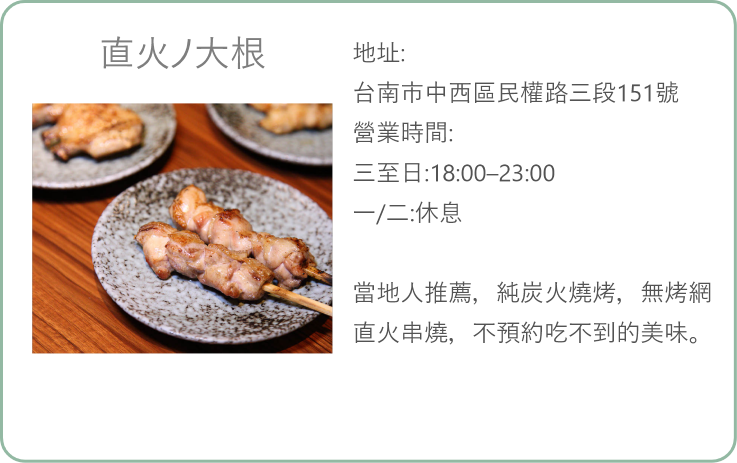 直火ノ大根
地址:
台南市中西區民權路三段151號
營業時間:
三至日:18:00–23:00
一/二:休息
當地人推薦，純炭火燒烤，無烤網
直火串燒，不預約吃不到的美味。